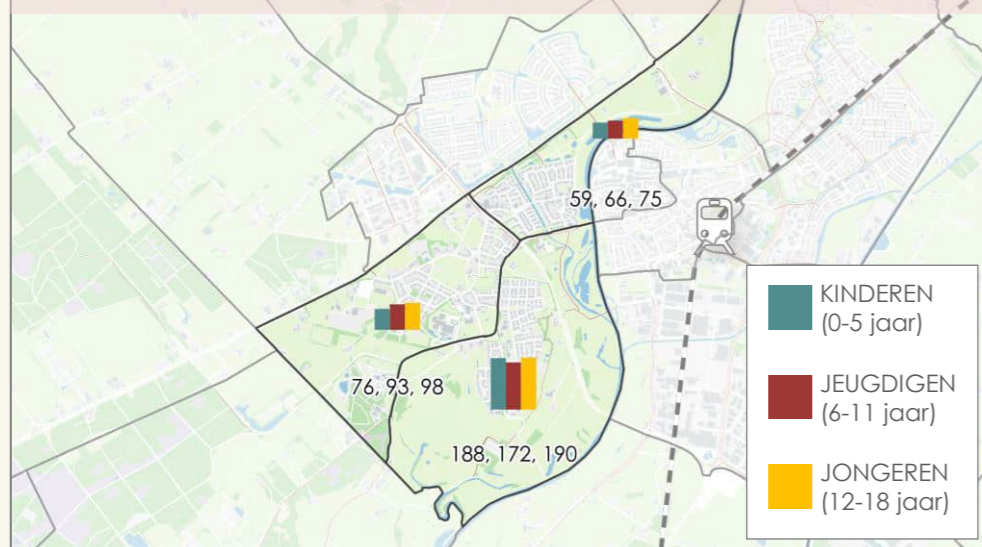 59, 66, 75
76, 93, 98
188, 172, 190
KINDEREN
(0-5 jaar)
JEUGDIGEN
(6-11 jaar)
JONGEREN
(12-18 jaar)